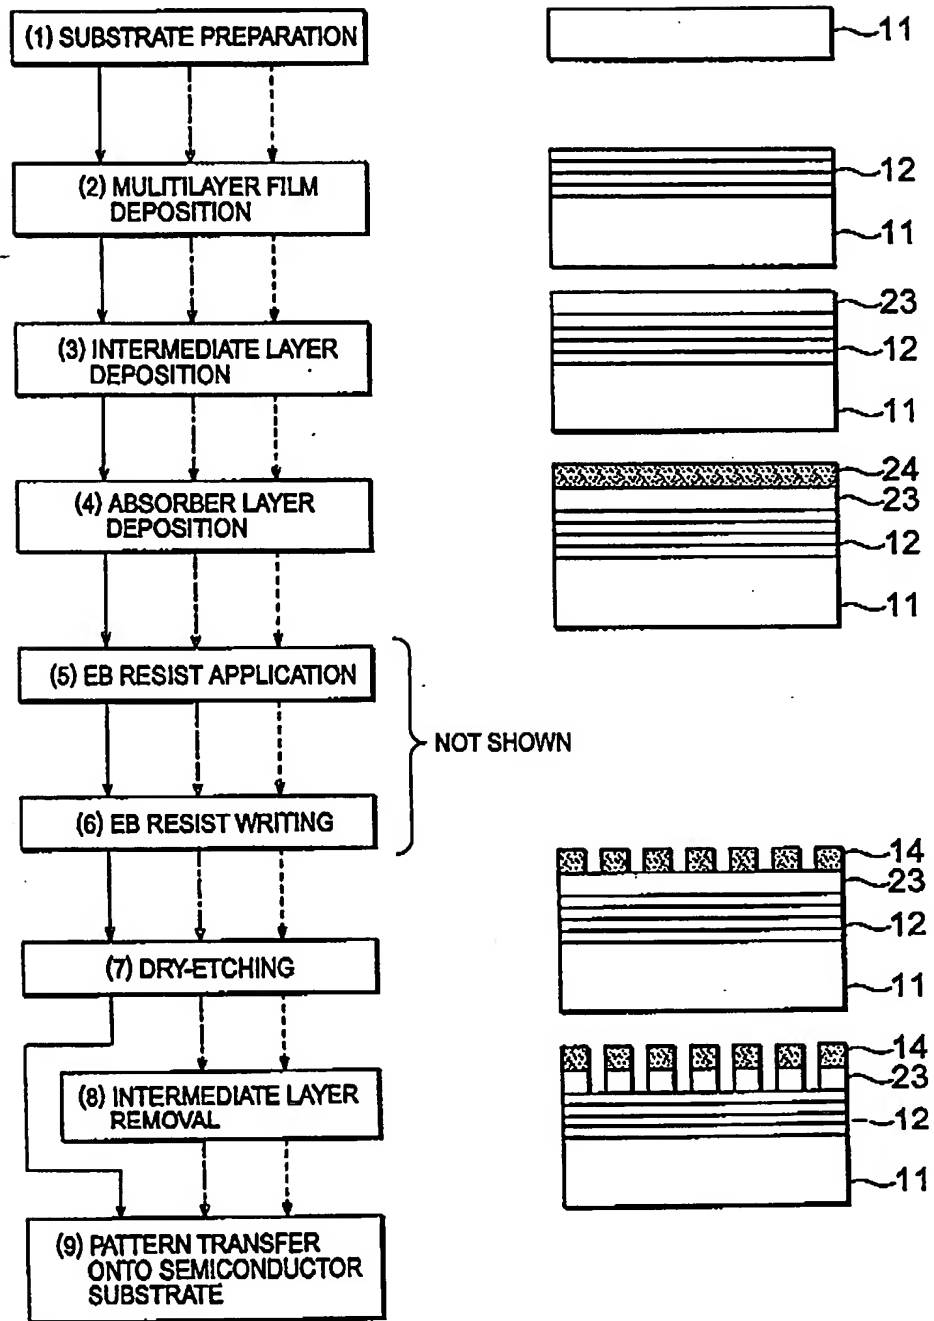 (1) SUBSTRATE PREPARATION
11
(2) MULITILAYER FILM
DEPOSITION
12
11
(3) INTERMEDIATE LAYER
DEPOSITION
23
12
11
(4) ABSORBER LAYER
DEPOSITION
24
23
12
11
(5) EB RESIST APPLICATION
NOT SHOWN
(6) EB RESIST WRITING
14
23
12
11
(7) DRY-ETCHING
14
23
12
11
(8) INTERMEDIATE LAYER
REMOVAL
(9) PATTERN TRANSFER
ONTO SEMICONDUCTOR
SUBSTRATE